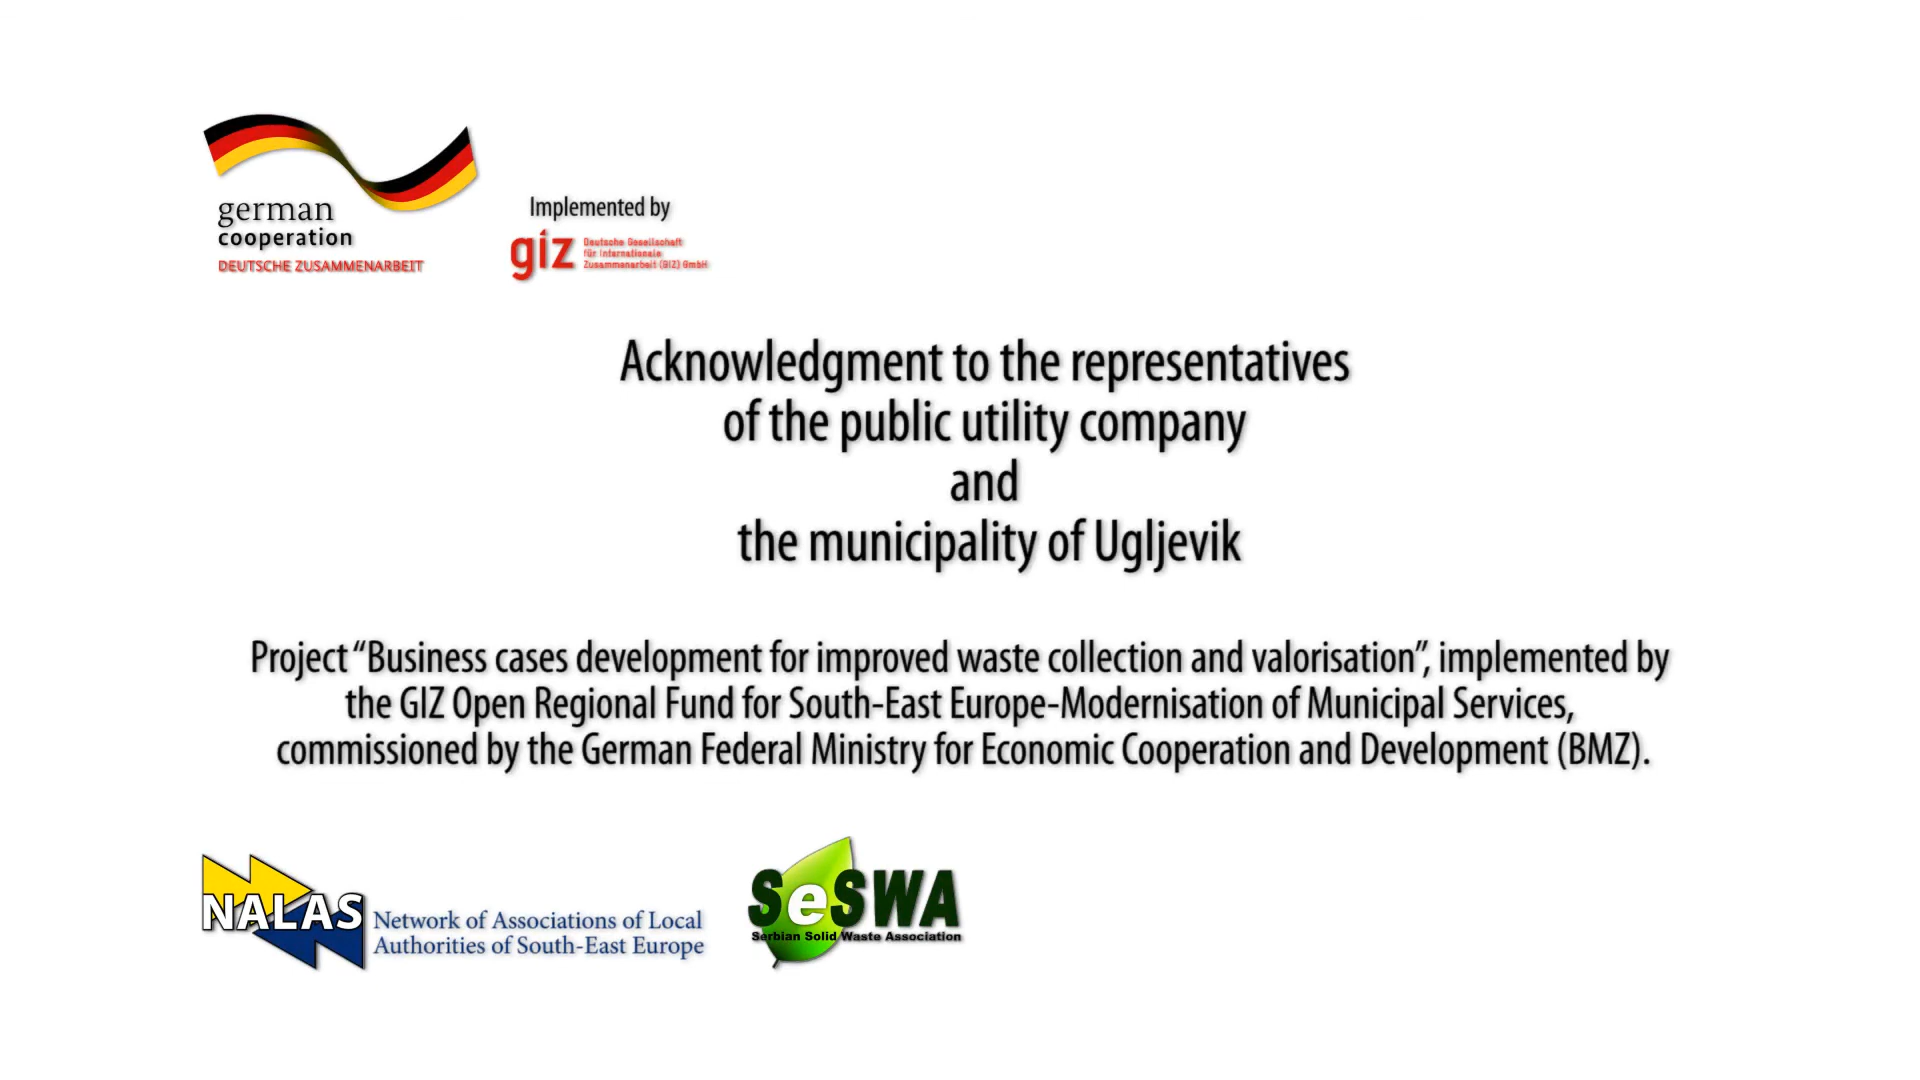 german
cooperation
DEUTSCHE ZUSAMMENARBEIT
Implemented by
giz
Deutsche Gesellschaft
für Internationale
Zusammenarbeit (GIZ) GmbH
Acknowledgment to the representatives
of the public utility company
and
the municipality of Ugljevik
Project “Business cases development for improved waste collection and valorisation”, implemented by
the GIZ Open Regional Fund for South-East Europe-Modernisation of Municipal Services,
commissioned by the German Federal Ministry for Economic Cooperation and Development (BMZ).
NALAS
Network of Associations of Local
Authorities of South-East Europe
SeSWA
Serbian Solid Waste Association